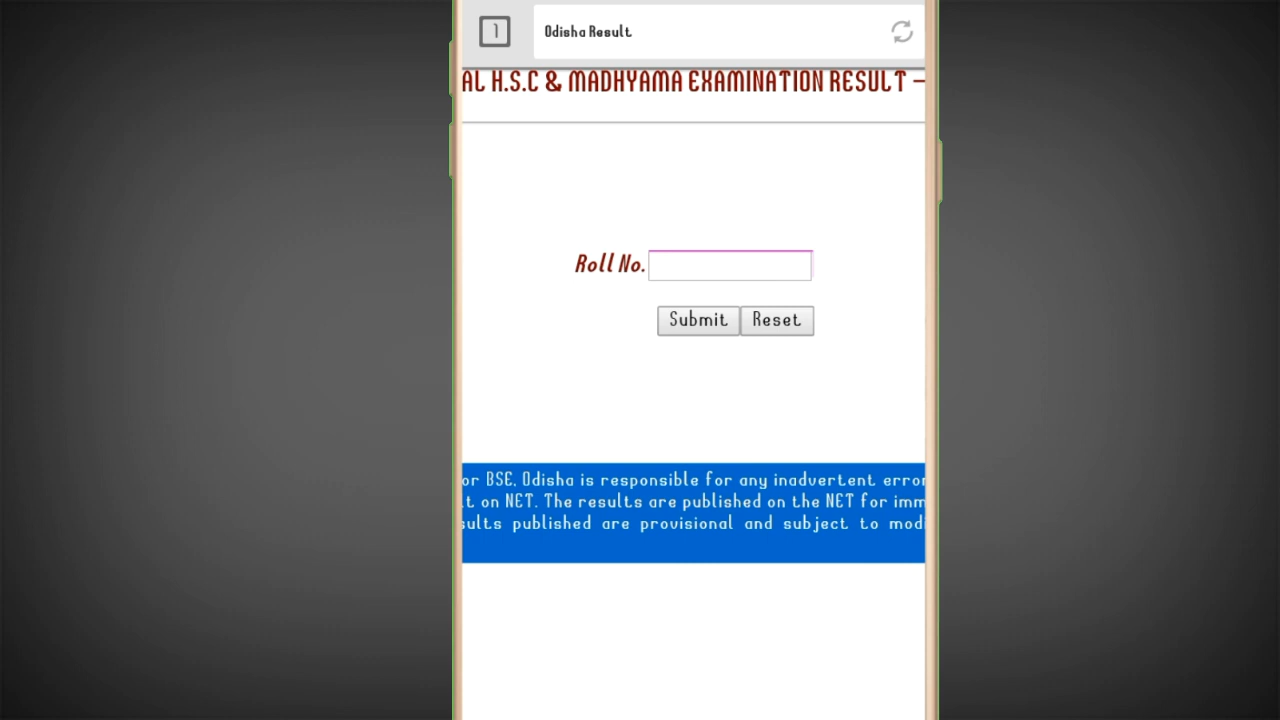 1
Odisha Result
AL H.S.C & MADHYAMA EXAMINATION RESULT –
Roll No.
Submit Reset
or BSE, Odisha is responsible for any inadvertent error
t on NET. The results are published on the NET for imm
sults published are provisional and subject to modi